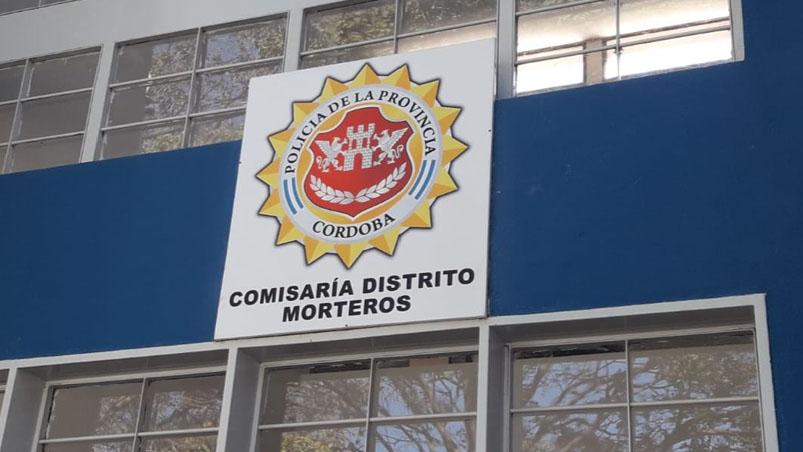 POLICIA DE LA PROVINCIA
CORDOBA
COMISARÍA DISTRITO
MORTEROS